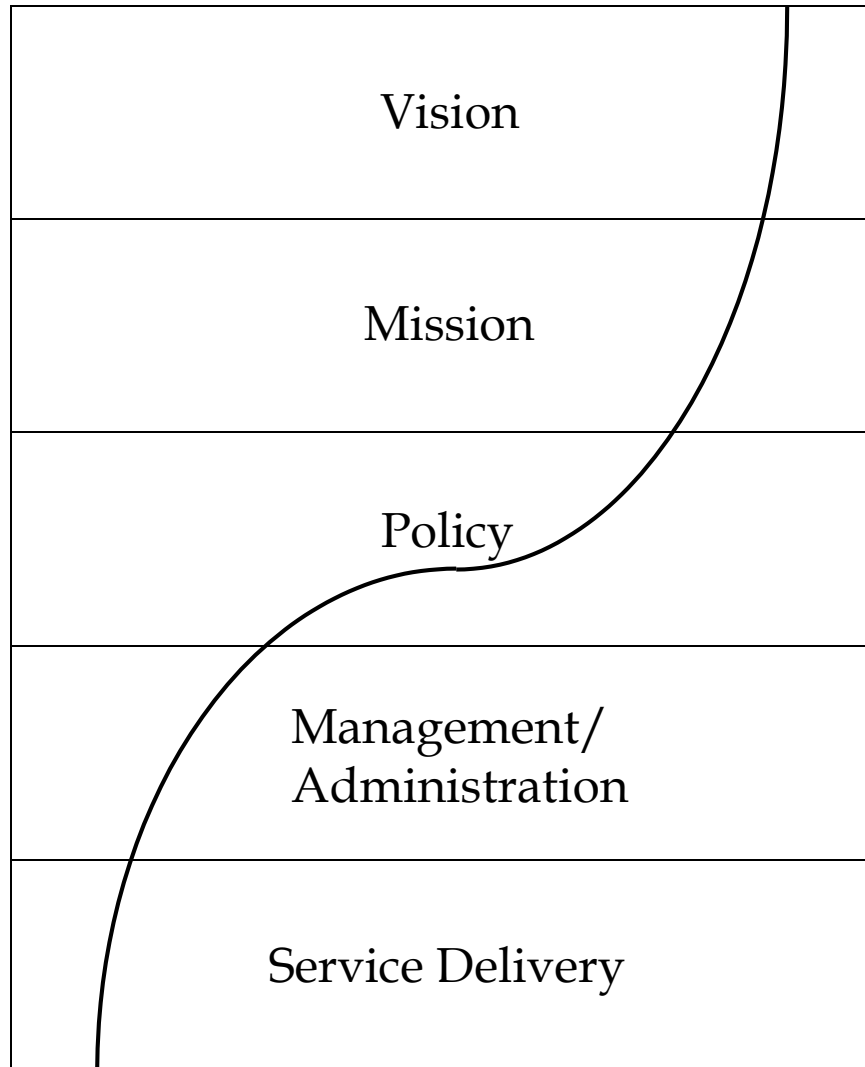 Vision
Mission
Policy
Management/
Administration
Service Delivery